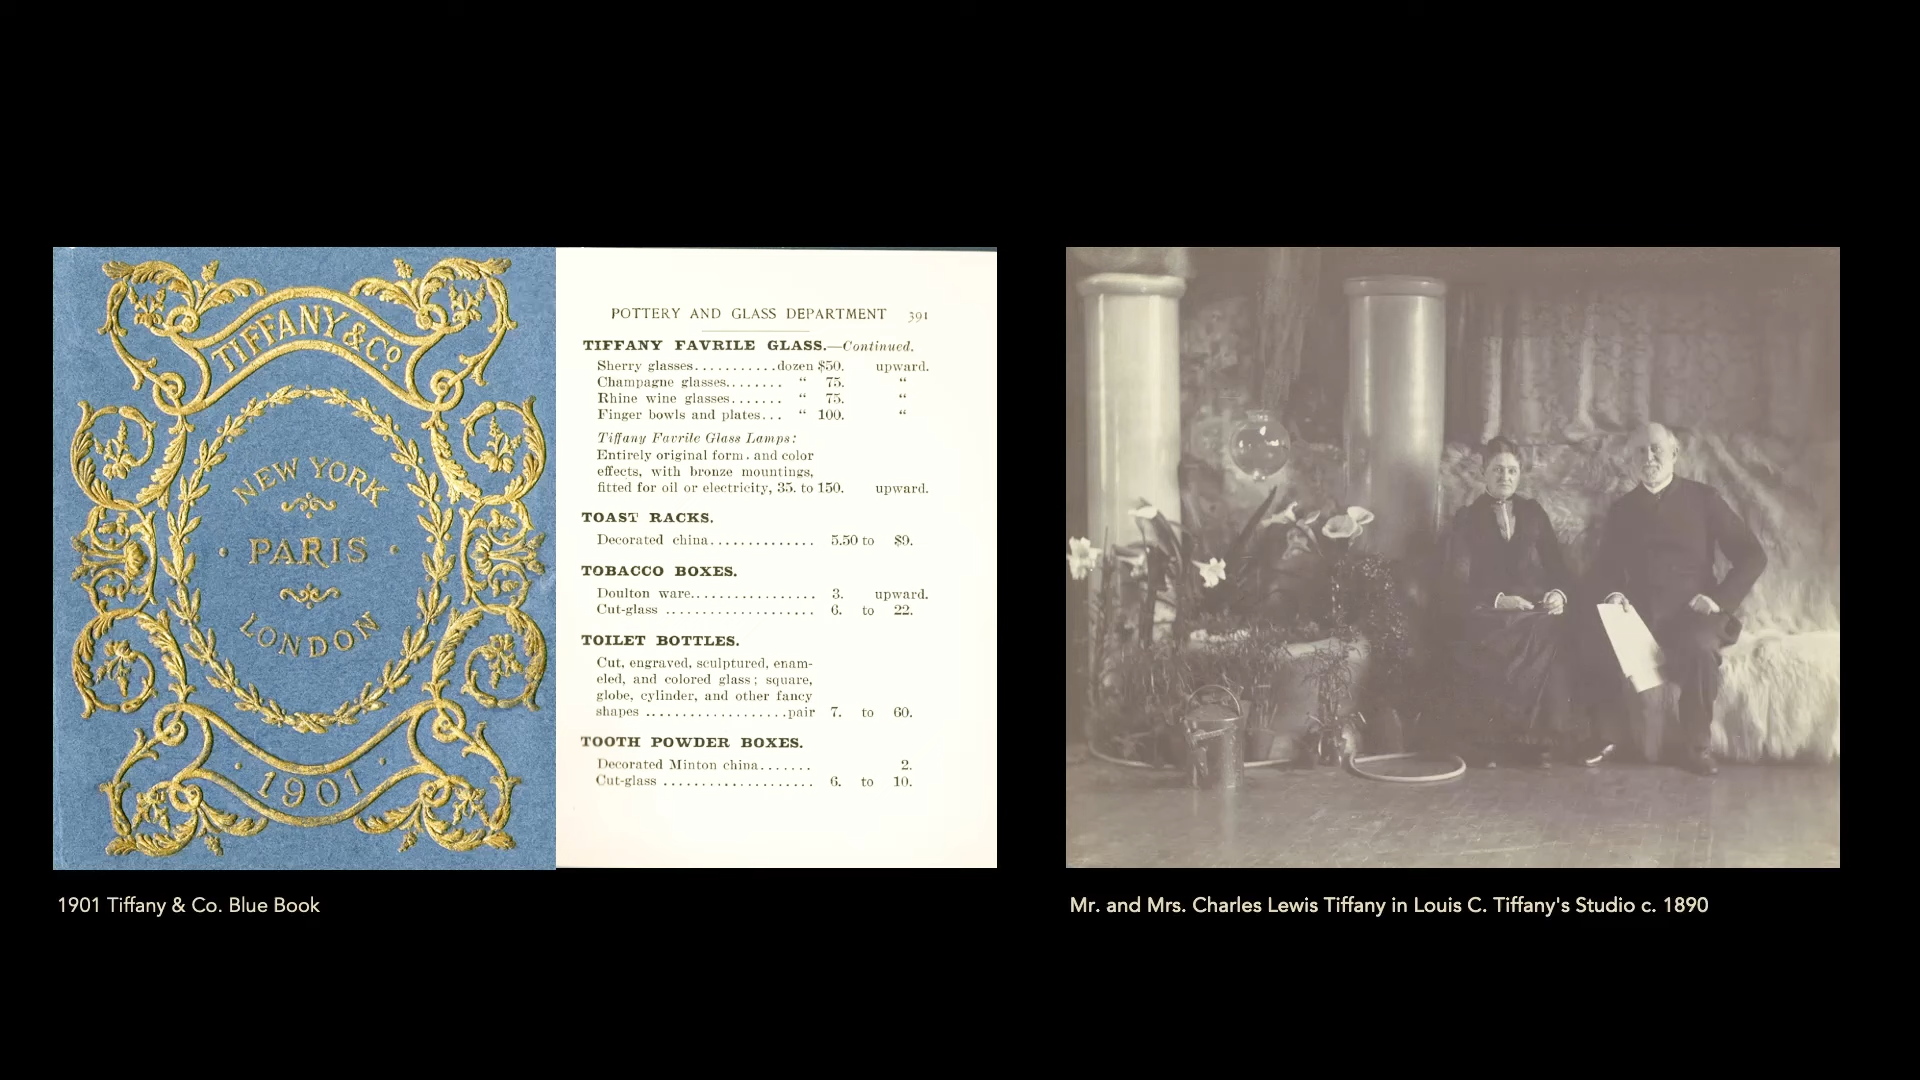 TIFFANY & Co
NEW YORK
· PARIS ·
LONDON
· 1901 ·
POTTERY AND GLASS DEPARTMENT 391
TIFFANY FAVRILE GLASS.—Continued.
Sherry glasses...........dozen $50. upward.
Champagne glasses........ “ 75. “
Rhine wine glasses....... “ 75. “
Finger bowls and plates... “ 100. “
Tiffany Favrile Glass Lamps:
Entirely original form. and color
effects, with bronze mountings,
fitted for oil or electricity, 35. to 150. upward.
TOAST RACKS.
Decorated china.............. 5.50 to $9.
TOBACCO BOXES.
Doulton ware................. 3. upward.
Cut-glass .................... 6. to 22.
TOILET BOTTLES.
Cut, engraved, sculptured, enam-
eled, and colored glass; square,
globe, cylinder, and other fancy
shapes ...................pair 7. to 60.
TOOTH POWDER BOXES.
Decorated Minton china....... 2.
Cut-glass .................... 6. to 10.
1901 Tiffany & Co. Blue Book
Mr. and Mrs. Charles Lewis Tiffany in Louis C. Tiffany's Studio c. 1890